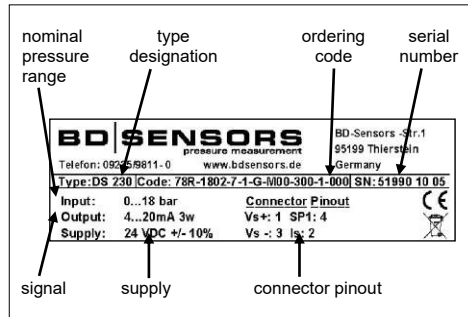 nominal pressure range
type designation
ordering code
serial number
BD|SENSORS
pressure measurement
BD-Sensors -Str.1
95199 Thierstein
Germany
Telefon: 09235/9811- 0 www.bdsensors.de
Type:DS 230 Code: 78R-1802-7-1-G-M00-300-1-000 SN:51990 10 05
Input: 0...18 bar Connector Pinout
Output: 4...20mA 3w Vs+: 1 SP1: 4
Supply: 24 VDC +/- 10% Vs -: 3 Is: 2
CE
signal
supply
connector pinout